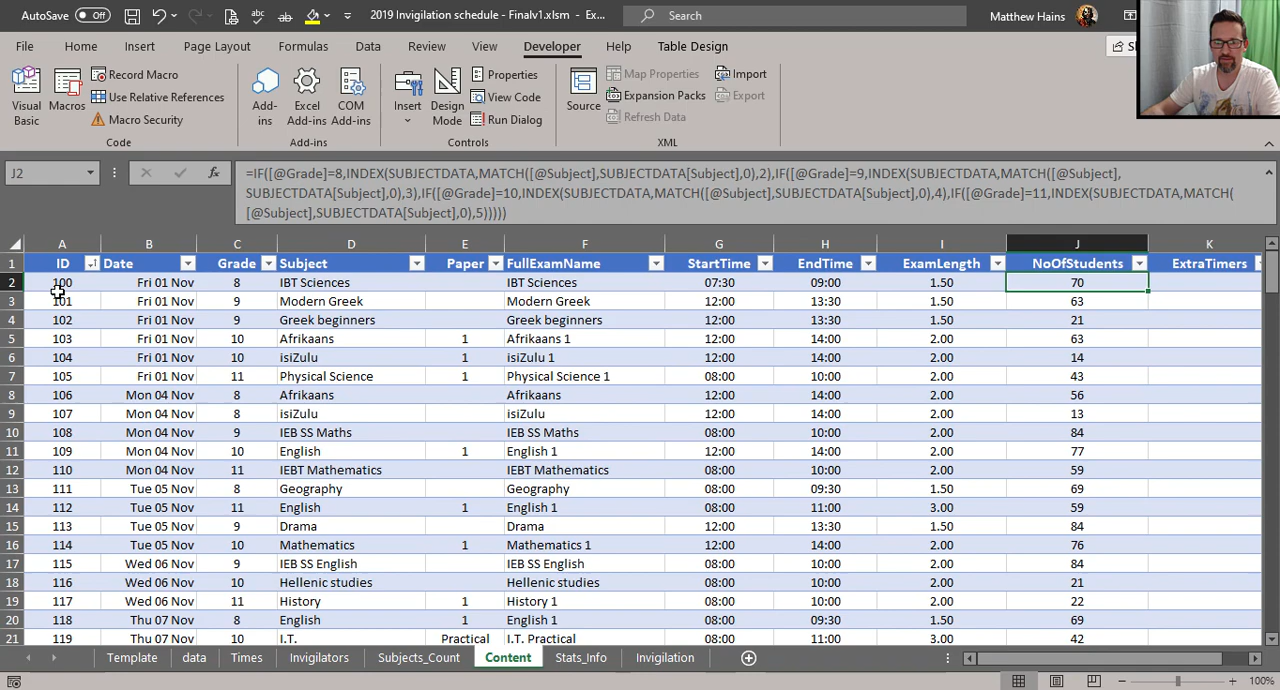 AutoSave Off 2019 Invigilation schedule - Finalv1.xlsm - Ex... Search Matthew Hains
File Home Insert Page Layout Formulas Data Review View Developer Help Table Design
Visual Basic Macros Record Macro Use Relative References Macro Security Code
Add-ins Excel Add-ins COM Add-ins Add-ins
Insert Design Mode Properties View Code Run Dialog Controls
Source Map Properties Expansion Packs Refresh Data Import Export XML
J2 fx =IF([@Grade]=8,INDEX(SUBJECTDATA,MATCH([@Subject],SUBJECTDATA[Subject],0),2),IF([@Grade]=9,INDEX(SUBJECTDATA,MATCH([@Subject],
SUBJECTDATA[Subject],0),3),IF([@Grade]=10,INDEX(SUBJECTDATA,MATCH([@Subject],SUBJECTDATA[Subject],0),4),IF([@Grade]=11,INDEX(SUBJECTDATA,MATCH(
[@Subject],SUBJECTDATA[Subject],0),5)))))
A B C D E F G H I J K
1 ID Date Grade Subject Paper FullExamName StartTime EndTime ExamLength NoOfStudents ExtraTimers
2 100 Fri 01 Nov 8 IBT Sciences IBT Sciences 07:30 09:00 1.50 70
3 101 Fri 01 Nov 9 Modern Greek Modern Greek 12:00 13:30 1.50 63
4 102 Fri 01 Nov 9 Greek beginners Greek beginners 12:00 13:30 1.50 21
5 103 Fri 01 Nov 10 Afrikaans 1 Afrikaans 1 12:00 14:00 2.00 63
6 104 Fri 01 Nov 10 isiZulu 1 isiZulu 1 12:00 14:00 2.00 14
7 105 Fri 01 Nov 11 Physical Science 1 Physical Science 1 08:00 10:00 2.00 43
8 106 Mon 04 Nov 8 Afrikaans Afrikaans 12:00 14:00 2.00 56
9 107 Mon 04 Nov 8 isiZulu isiZulu 12:00 14:00 2.00 13
10 108 Mon 04 Nov 9 IEB SS Maths IEB SS Maths 08:00 10:00 2.00 84
11 109 Mon 04 Nov 10 English 1 English 1 12:00 14:00 2.00 77
12 110 Mon 04 Nov 11 IEBT Mathematics IEBT Mathematics 08:00 10:00 2.00 59
13 111 Tue 05 Nov 8 Geography Geography 08:00 09:30 1.50 69
14 112 Tue 05 Nov 11 English 1 English 1 08:00 11:00 3.00 59
15 113 Tue 05 Nov 9 Drama Drama 12:00 13:30 1.50 84
16 114 Tue 05 Nov 10 Mathematics 1 Mathematics 1 12:00 14:00 2.00 76
17 115 Wed 06 Nov 9 IEB SS English IEB SS English 08:00 10:00 2.00 84
18 116 Wed 06 Nov 10 Hellenic studies Hellenic studies 08:00 10:00 2.00 21
19 117 Wed 06 Nov 11 History 1 History 1 08:00 10:00 2.00 22
20 118 Thu 07 Nov 8 English 1 English 1 08:00 09:30 2.00 69
21 119 Thu 07 Nov 10 I.T. Practical I.T. Practical 08:00 11:00 3.00 42
Template data Times Invigilators Subjects_Count Content Stats_Info Invigilation
100%